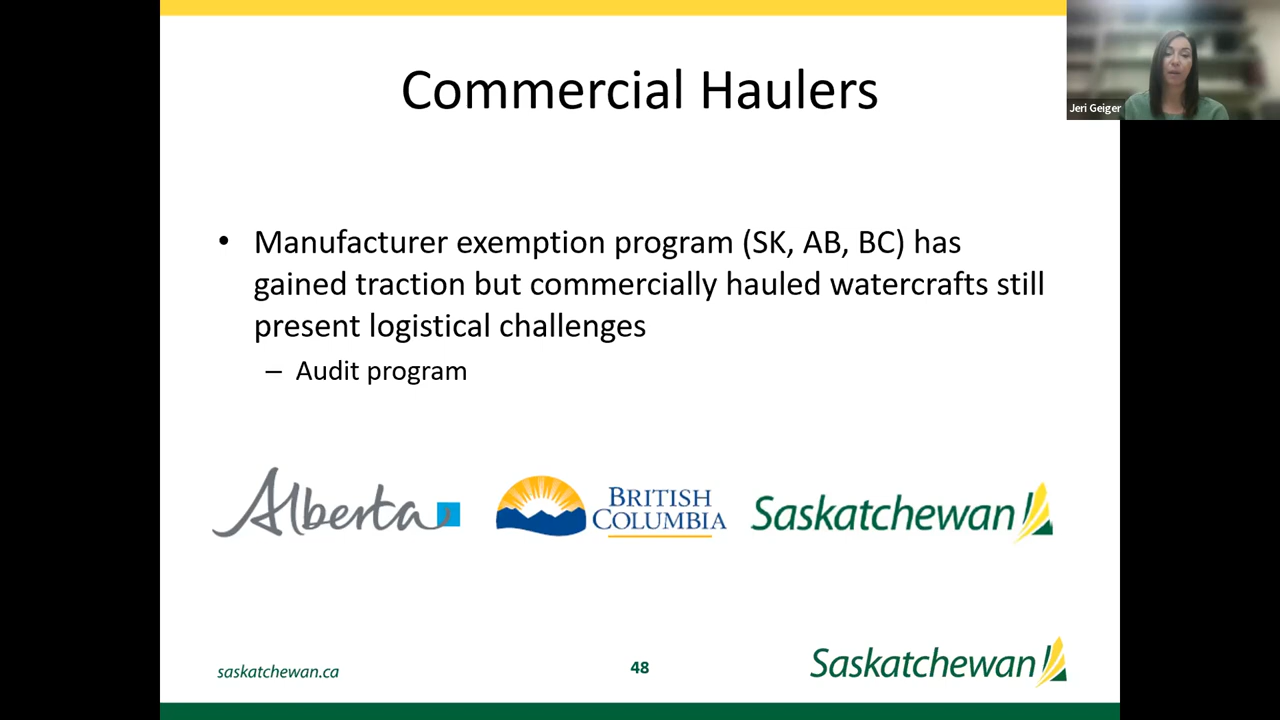 Commercial Haulers
Jeri Geiger
• Manufacturer exemption program (SK, AB, BC) has
gained traction but commercially hauled watercrafts still
present logistical challenges
– Audit program
Alberta
BRITISH
COLUMBIA
Saskatchewan
saskatchewan.ca
48
Saskatchewan